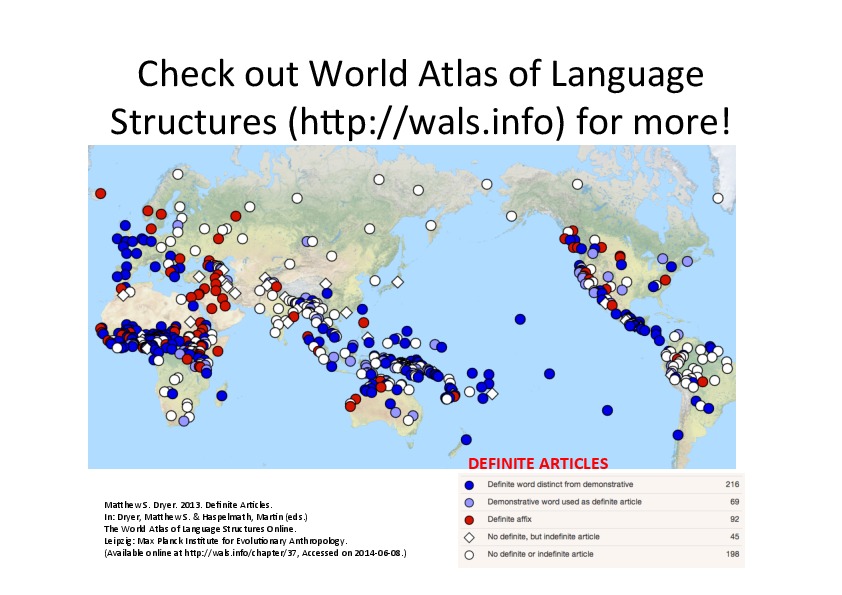 Check out World Atlas of Language
Structures (http://wals.info) for more!
DEFINITE ARTICLES
Definite word distinct from demonstrative 216
Demonstrative word used as definite article 69
Definite affix 92
No definite, but indefinite article 45
No definite or indefinite article 198
Matthew S. Dryer. 2013. Definite Articles.
In: Dryer, Matthew S. & Haspelmath, Martin (eds.)
The World Atlas of Language Structures Online.
Leipzig: Max Planck Institute for Evolutionary Anthropology.
(Available online at http://wals.info/chapter/37, Accessed on 2014-06-08.)